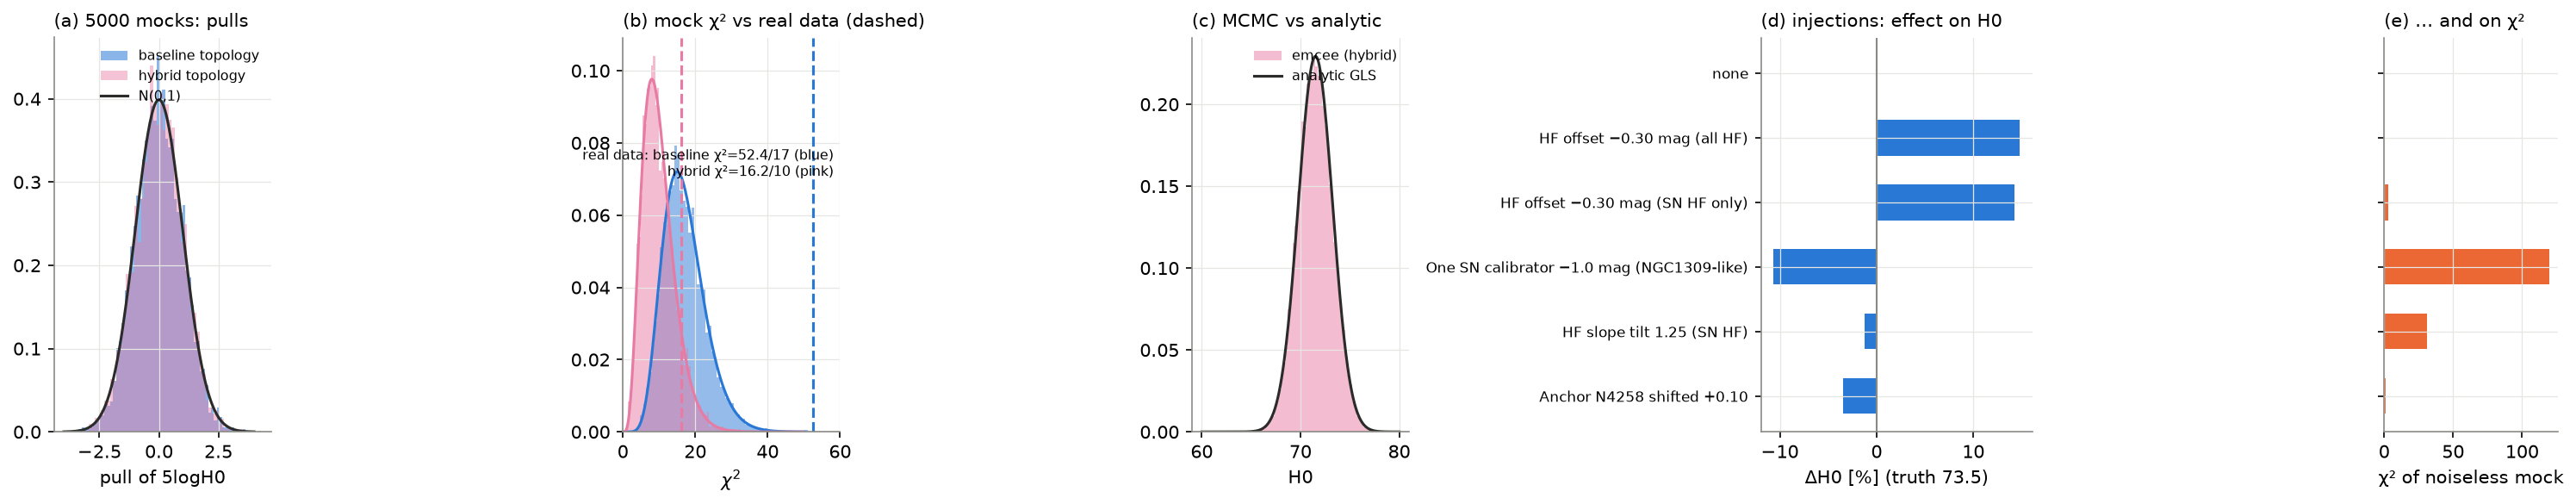 (a) 5000 mocks: pulls
baseline topology
hybrid topology
N(0,1)
0.4
0.3
0.2
0.1
0.0
−2.5 0.0 2.5
pull of 5logH0
(b) mock χ² vs real data (dashed)
real data: baseline χ²=52.4/17 (blue)
hybrid χ²=16.2/10 (pink)
0.10
0.08
0.06
0.04
0.02
0.00
0 20 40 60
χ²
(c) MCMC vs analytic
emcee (hybrid)
analytic GLS
0.20
0.15
0.10
0.05
0.00
60 70 80
H0
(d) injections: effect on H0
none
HF offset −0.30 mag (all HF)
HF offset −0.30 mag (SN HF only)
One SN calibrator −1.0 mag (NGC1309-like)
HF slope tilt 1.25 (SN HF)
Anchor N4258 shifted +0.10
−10 0 10
ΔH0 [%] (truth 73.5)
(e) ... and on χ²
0 50 100
χ² of noiseless mock